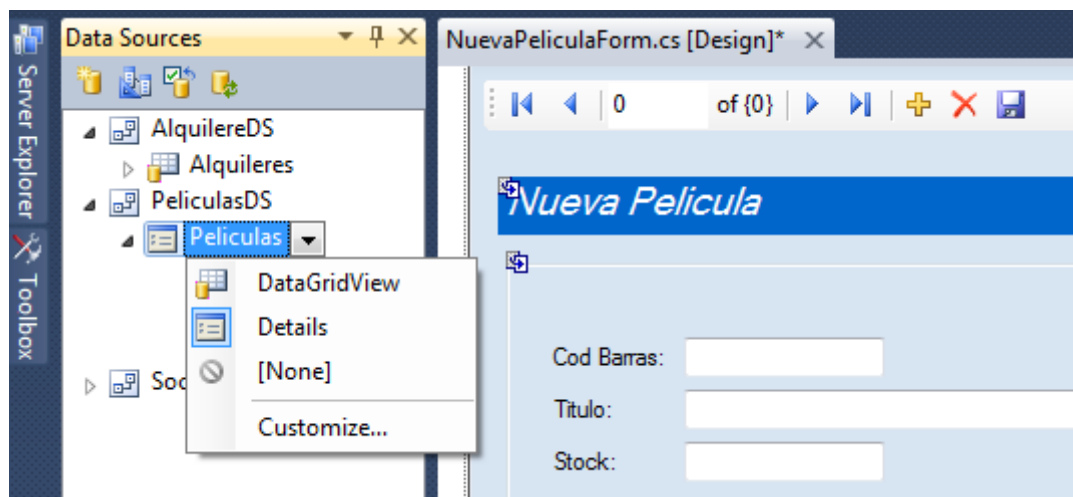 Server Explorer
Toolbox
Data Sources
AlquilereDS
Alquileres
PeliculasDS
Peliculas
DataGridView
Details
[None]
Customize...
Soc
NuevaPeliculaForm.cs [Design]*
0 of {0}
Nueva Pelicula
Cod Barras:
Titulo:
Stock: